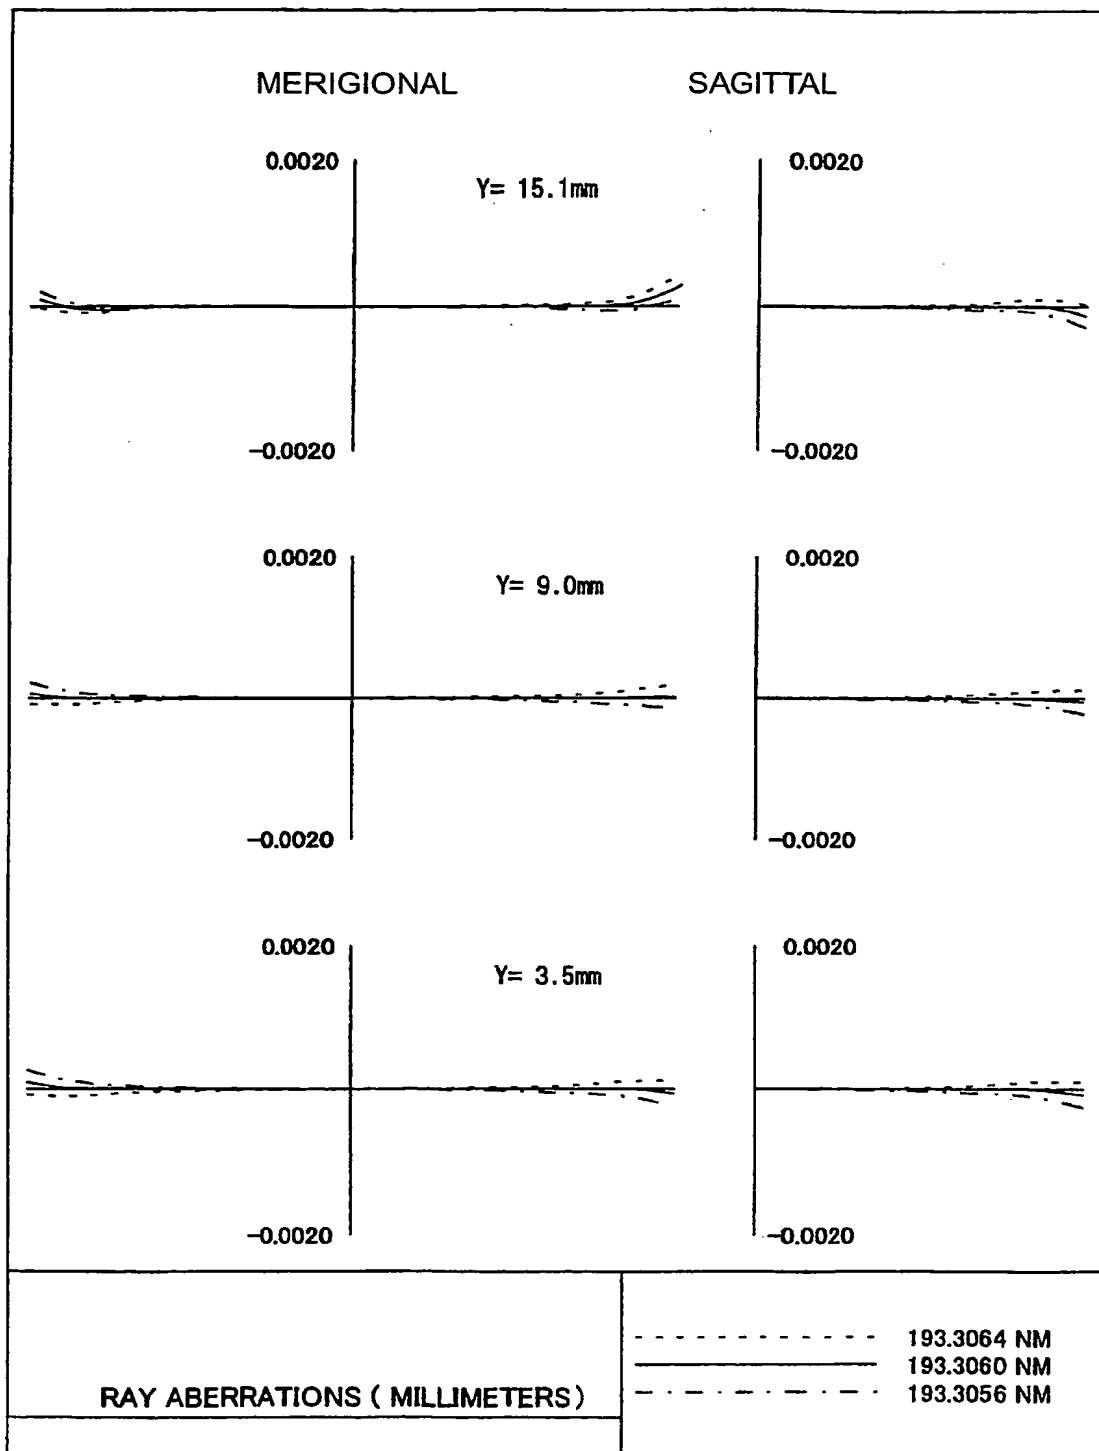 MERIGIONAL SAGITTAL
0.0020 0.0020
Y= 15.1mm
-0.0020 -0.0020
0.0020 0.0020
Y= 9.0mm
-0.0020 -0.0020
0.0020 0.0020
Y= 3.5mm
-0.0020 -0.0020
193.3064 NM
193.3060 NM
RAY ABERRATIONS ( MILLIMETERS ) 193.3056 NM